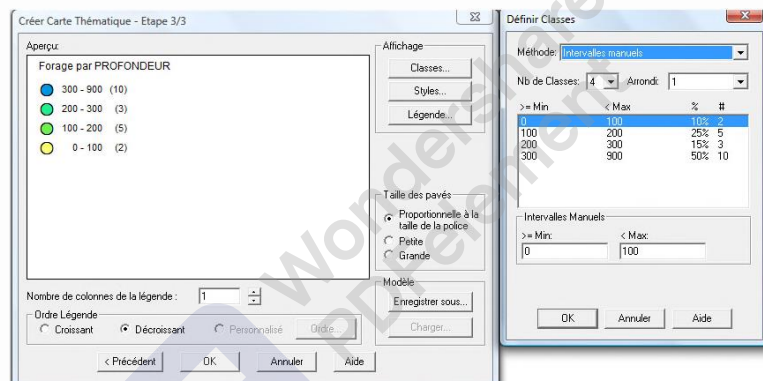 Créer Carte Thématique - Etape 3/3
Aperçu:
Forage par PROFONDEUR
300 - 900 (10)
200 - 300 (3)
100 - 200 (5)
0 - 100 (2)
Affichage
Classes...
Styles...
Légende...
Taille des pavés
Proportionnelle à la
taille de la police
Petite
Grande
Nombre de colonnes de la légende : 1
Ordre Légende
Croissant Décroissant Personnalisé Ordre...
Modèle
Enregistrer sous...
Charger...
< Précédent OK Annuler Aide
Définir Classes
Méthode: Intervalles manuels
Nb de Classes: 4 Arrondi: 1
>= Min < Max % #
0 100 10% 2
100 200 25% 5
200 300 15% 3
300 900 50% 10
Intervalles Manuels
>= Min: < Max:
0 100
OK Annuler Aide
Wondershare
PDFelement